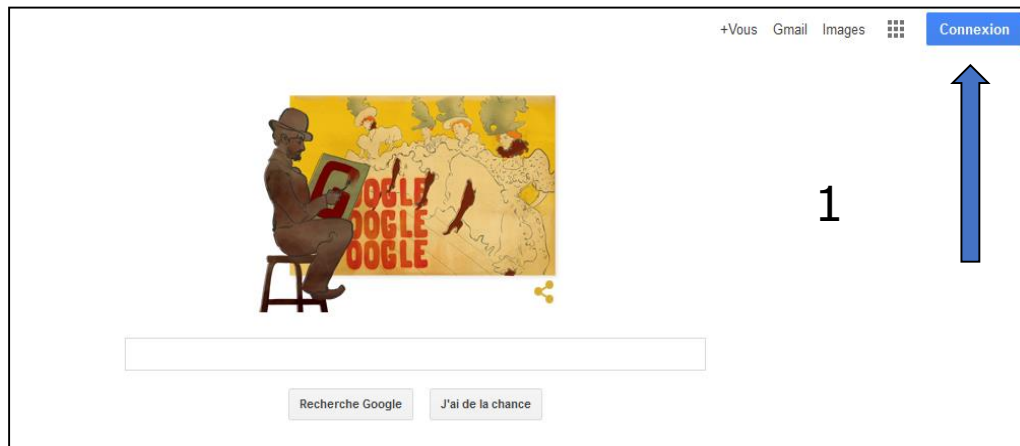 +Vous Gmail Images Connexion
OOGLE
OOGLE
OOGLE
1
Recherche Google J'ai de la chance